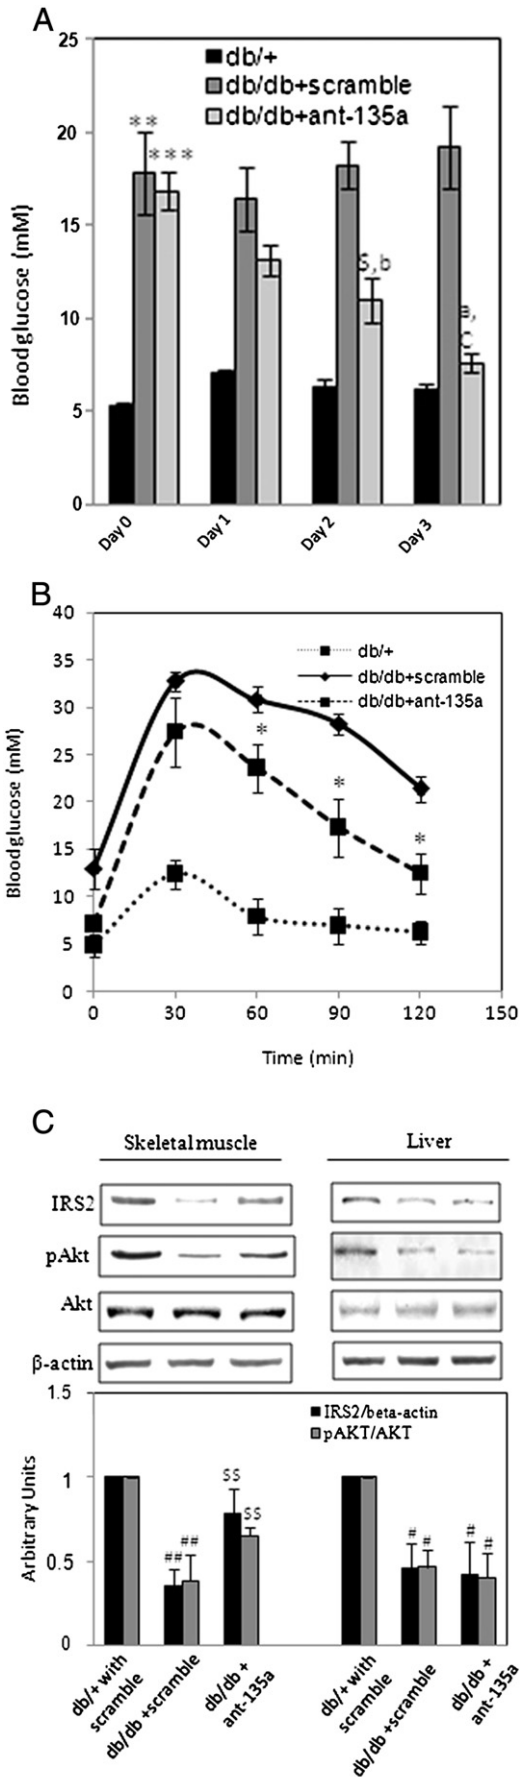 A
25
20
15
10
5
0
Bloodglucose (mM)
db/+
db/db+scramble
db/db+ant-135a
**
***
$,b
a,
C
Day 0
Day 1
Day 2
Day 3
B
40
35
30
25
20
15
10
5
0
Bloodglucose (mM)
db/+
db/db+scramble
db/db+ant-135a
*
*
*
0
30
60
90
120
150
Time (min)
C
Skeletal muscle
Liver
IRS2
pAkt
Akt
β-actin
1.5
1
0.5
0
Arbitrary Units
IRS2/beta-actin
pAKT/AKT
##
##
$$
$$
#
#
#
#
db/+ with
scramble
db/db +scramble
db/db +
ant-135a
db/+ with
scramble
db/db +scramble
db/db +
ant-135a